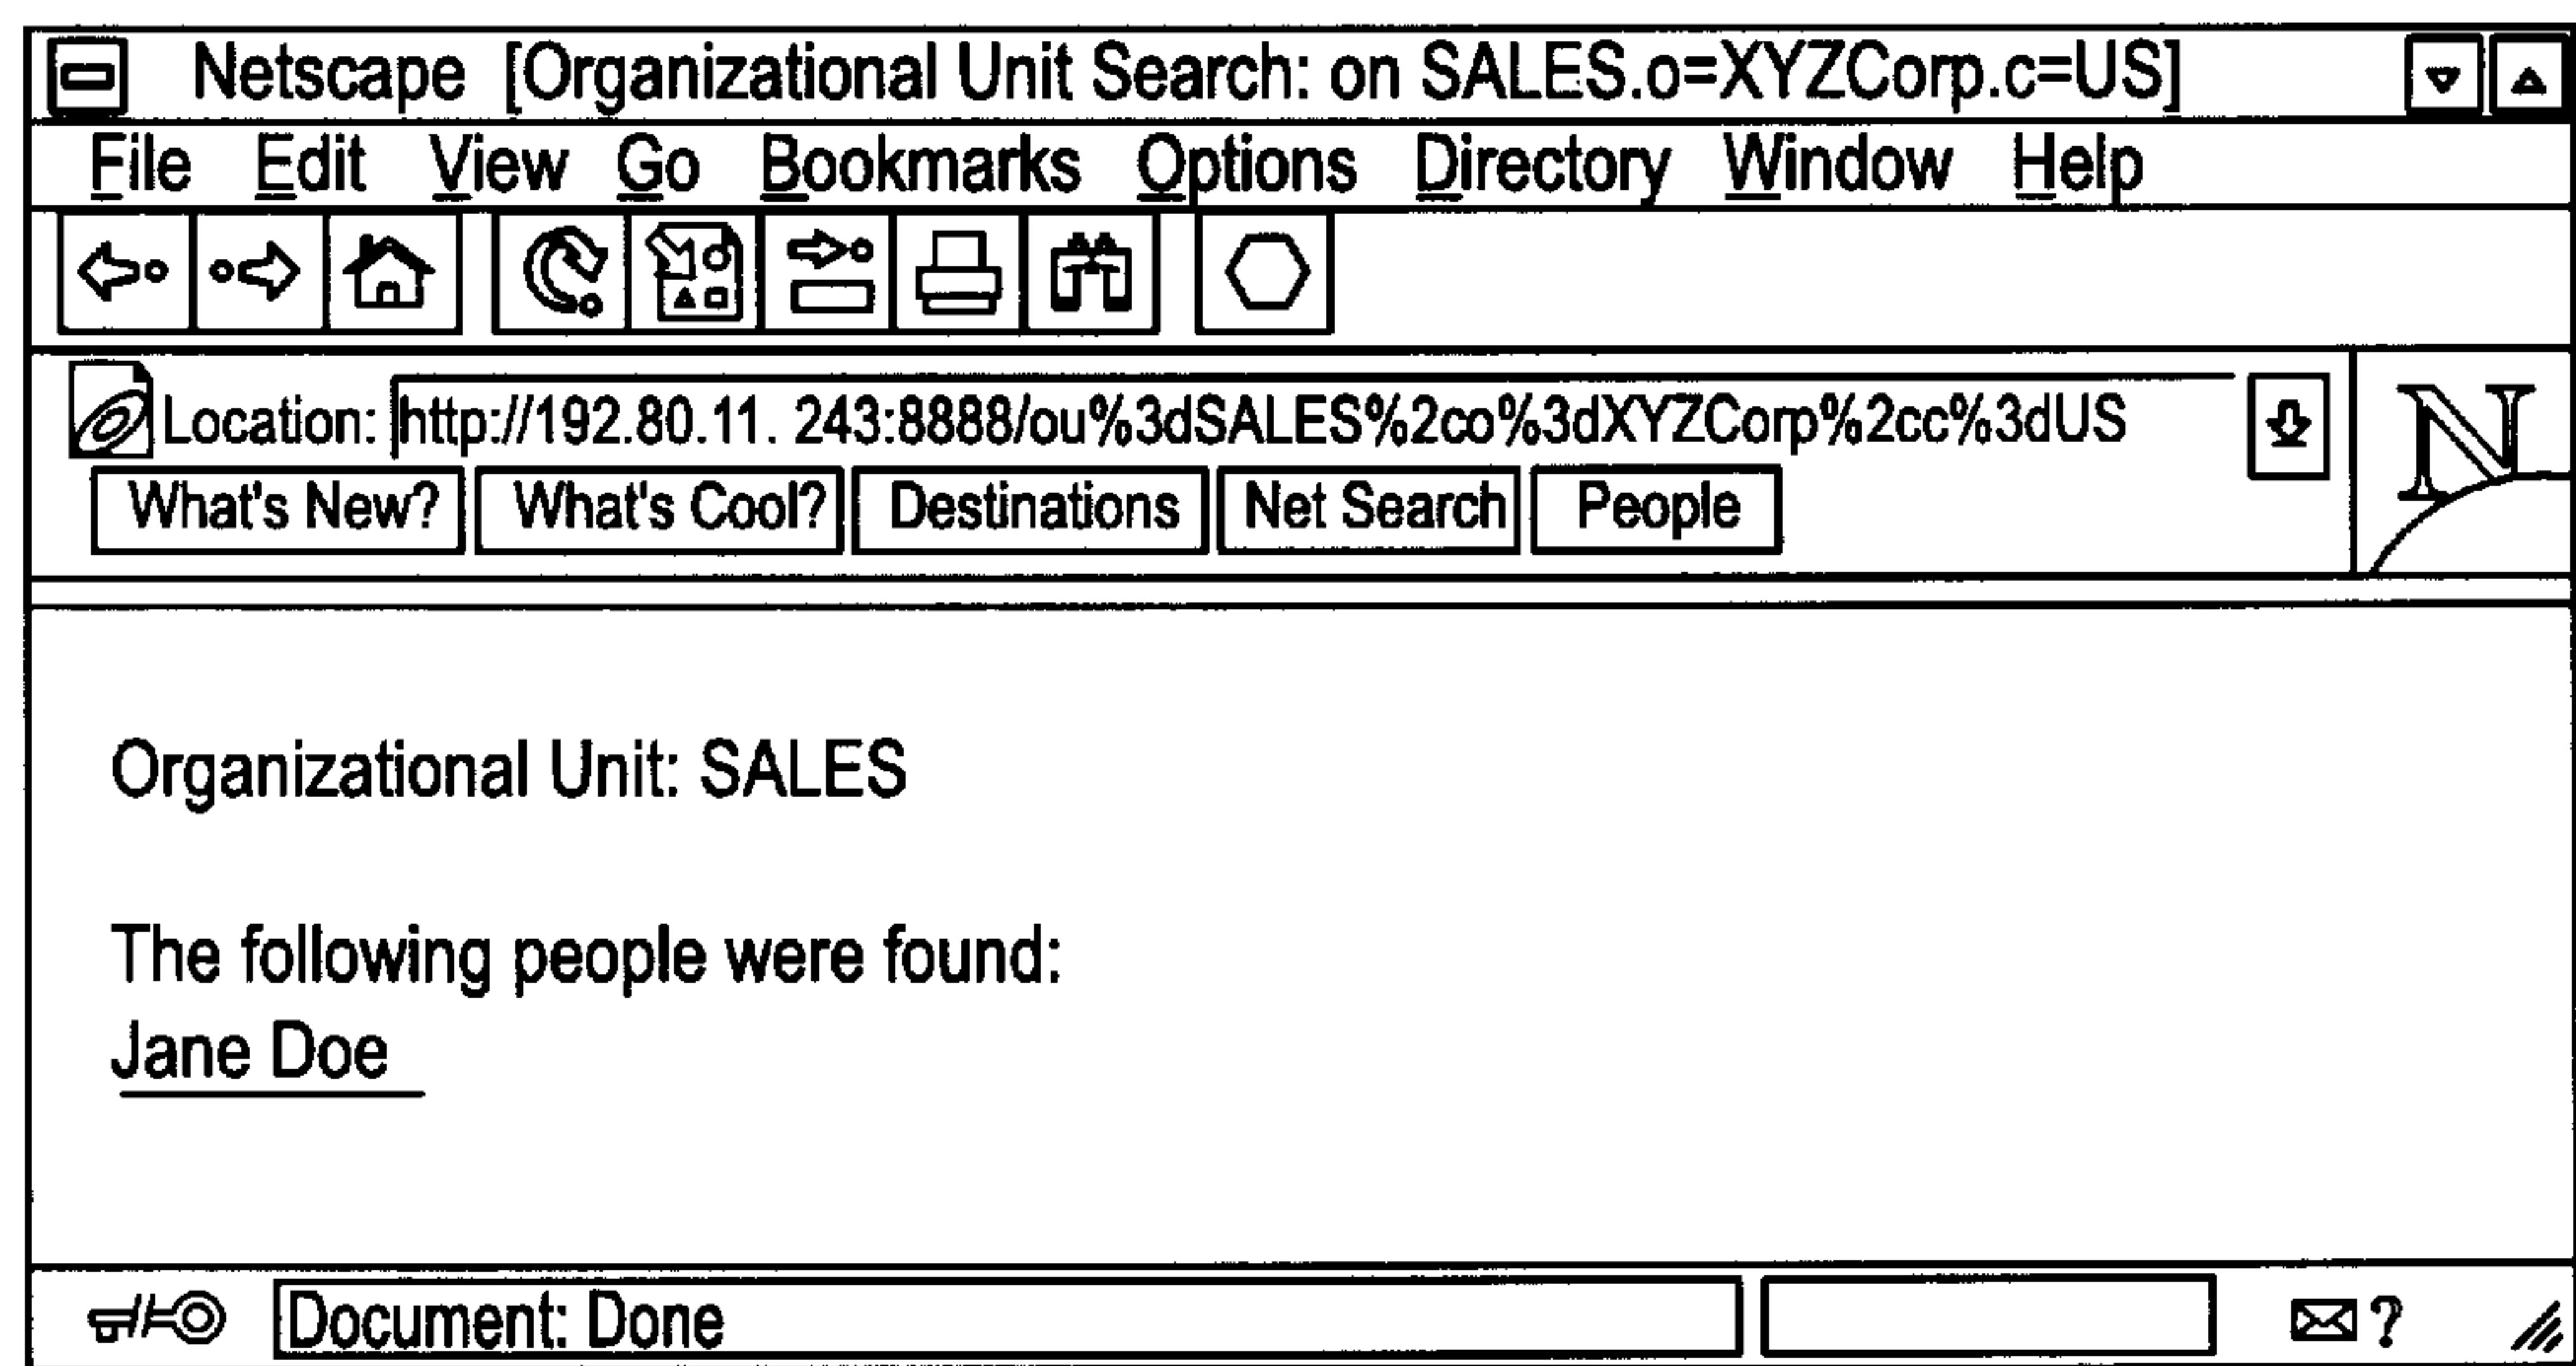 Netscape [Organizational Unit Search: on SALES.o=XYZCorp.c=US]
File Edit View Go Bookmarks Options Directory Window Help
Location: http://192.80.11. 243:8888/ou%3dSALES%2co%3dXYZCorp%2cc%3dUS
N
What's New? What's Cool? Destinations Net Search People
Organizational Unit: SALES
The following people were found:
Jane Doe
Document: Done
?